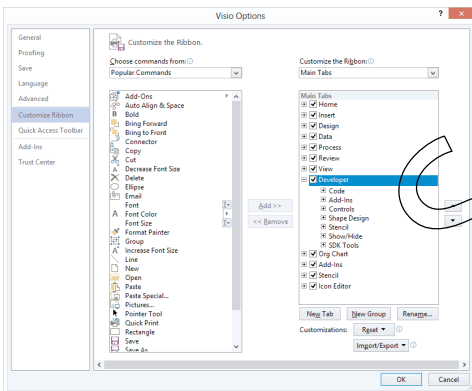 Visio Options
? ×
General
Proofing
Save
Language
Advanced
Customize Ribbon
Quick Access Toolbar
Add-Ins
Trust Center
Customize the Ribbon.
Choose commands from:
Popular Commands
Add-Ons
Auto Align & Space
Bold
Bring Forward
Bring to Front
Connector
Copy
Cut
Decrease Font Size
Delete
Ellipse
Email
Font
Font Color
Font Size
Format Painter
Group
Increase Font Size
Line
New
Open
Paste
Paste Special...
Pictures...
Pointer Tool
Quick Print
Rectangle
Save
Save As
Add >>
<< Remove
Customize the Ribbon:
Main Tabs
Main Tabs
Home
Insert
Design
Data
Process
Review
View
Developer
Code
Add-Ins
Controls
Shape Design
Stencil
Show/Hide
SDK Tools
Org Chart
Add-Ins
Stencil
Icon Editor
New Tab New Group Rename...
Customizations: Reset
Import/Export
OK Cancel